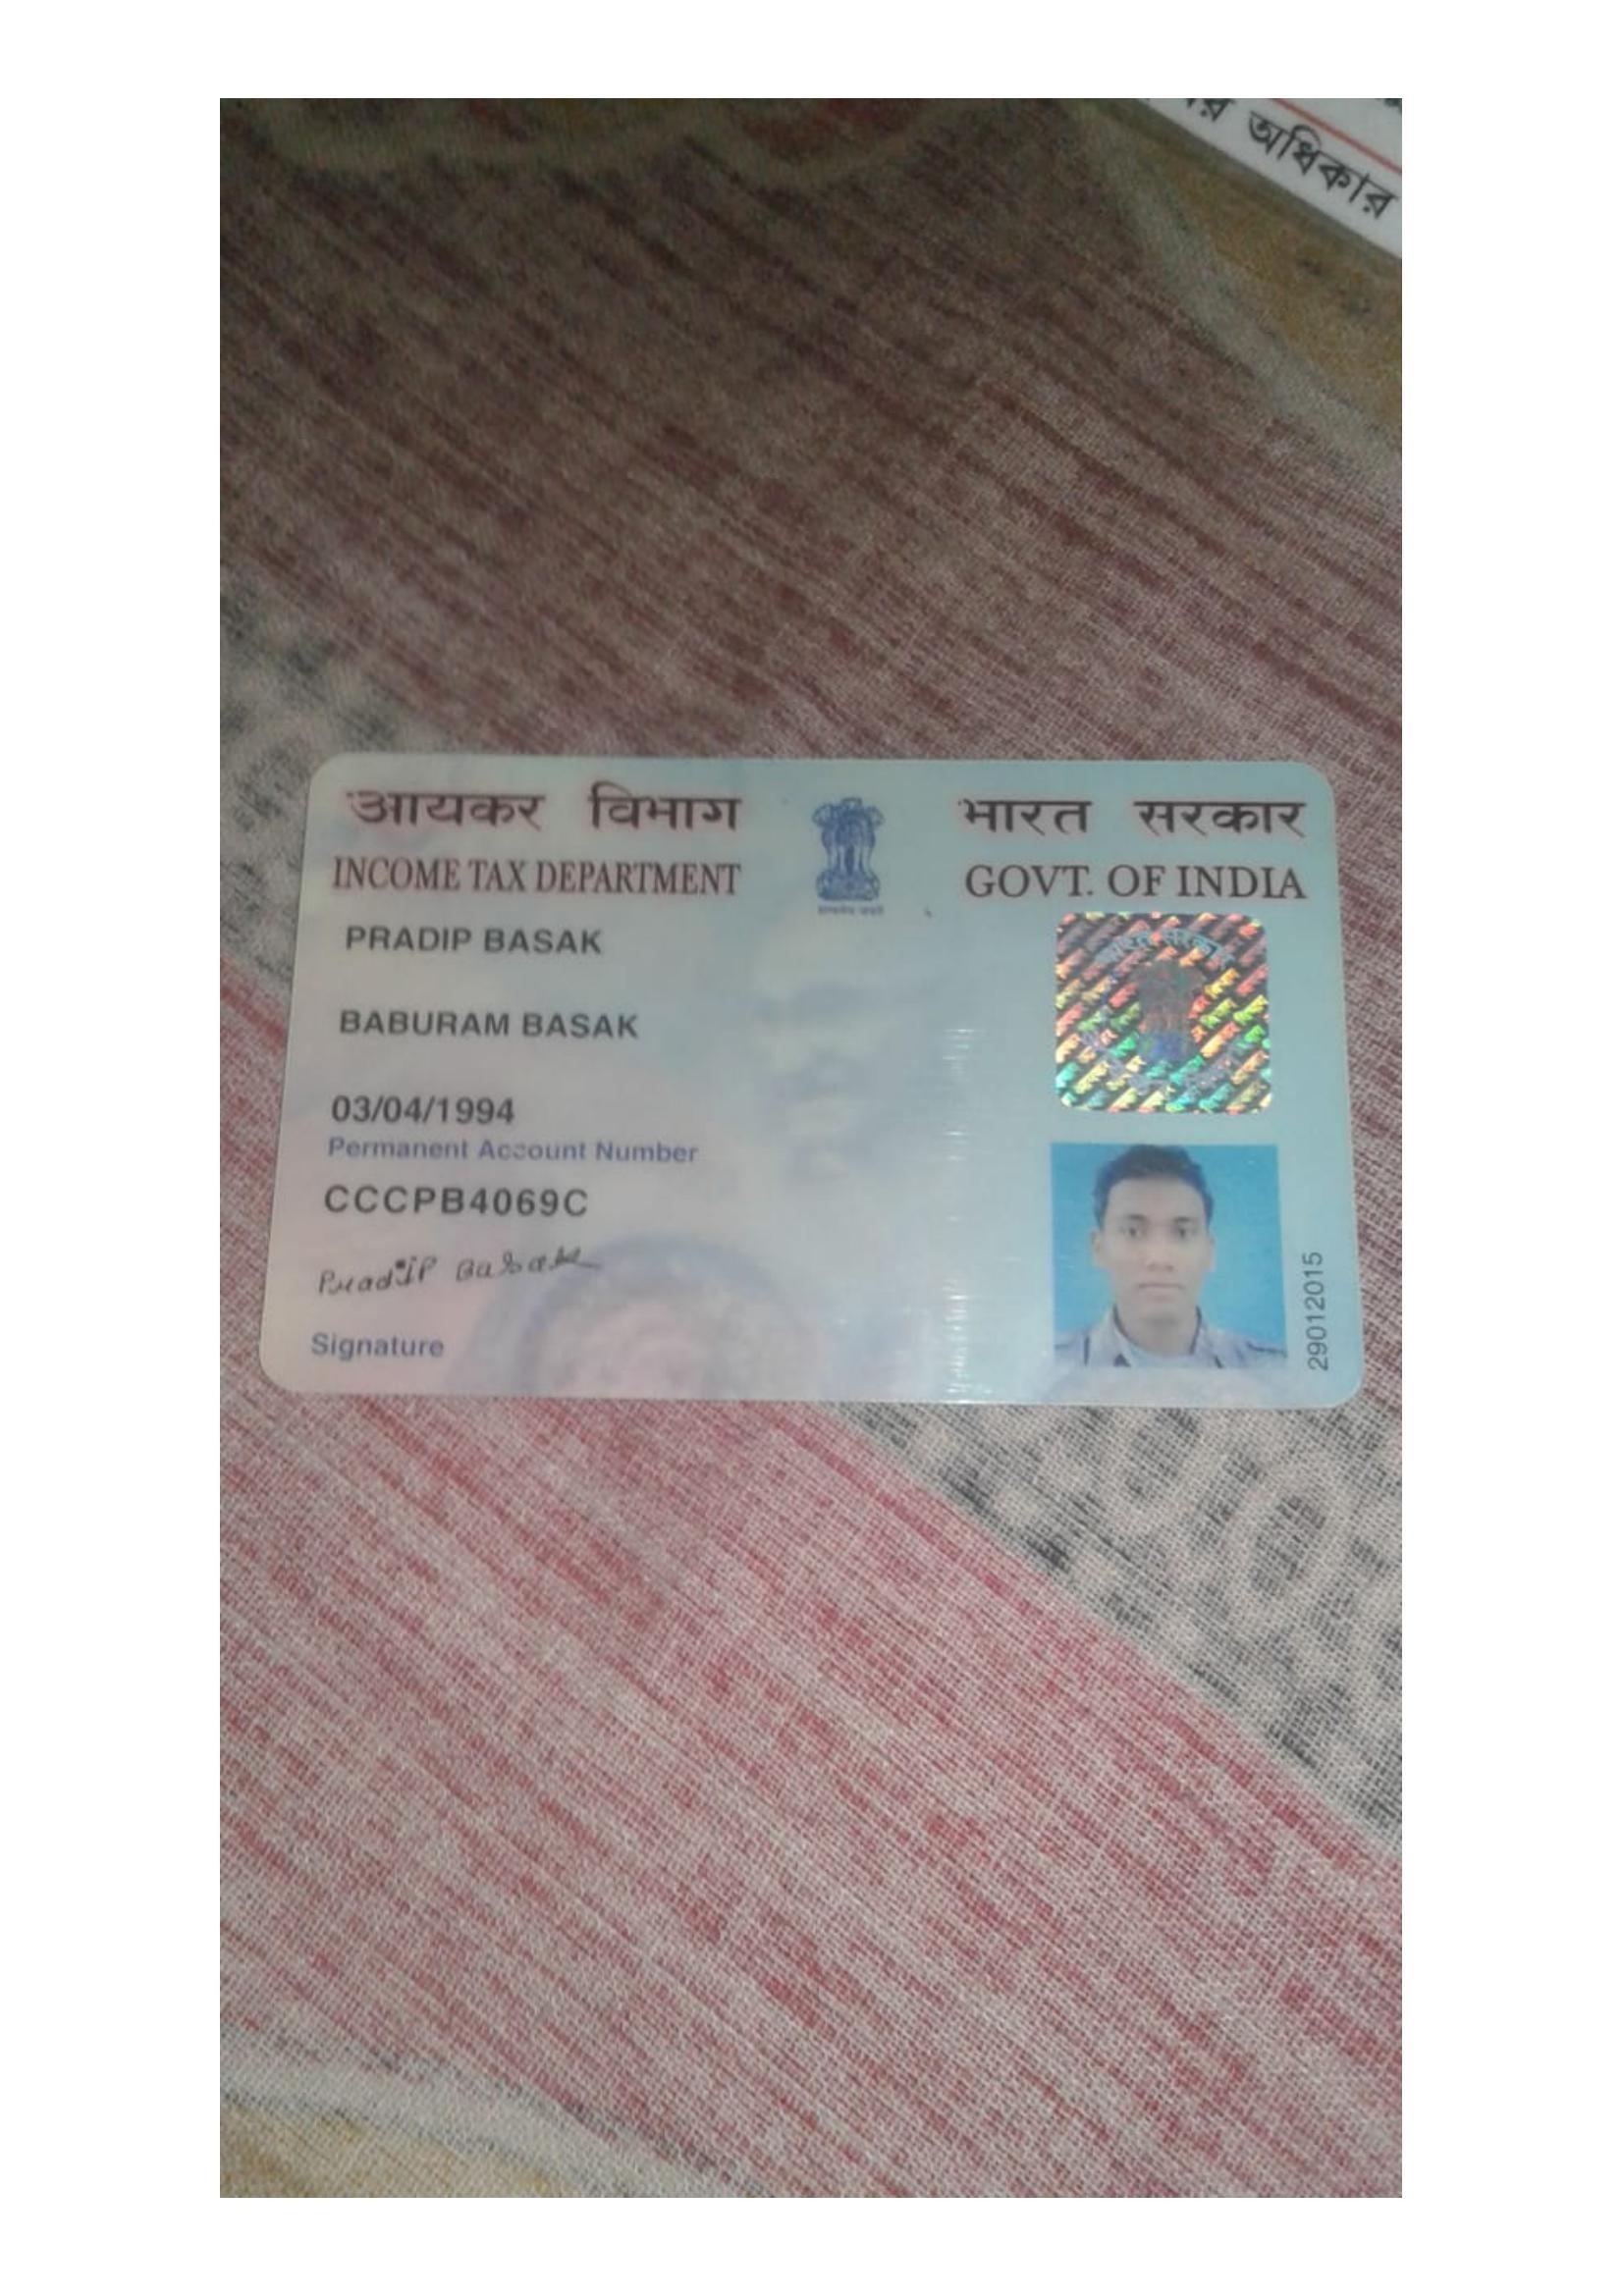 অধিকার
आयकर विभाग
INCOME TAX DEPARTMENT
भारत सरकार
GOVT. OF INDIA
PRADIP BASAK
BABURAM BASAK
03/04/1994
Permanent Account Number
CCCPB4069C
Pradip Basak
Signature
29012015